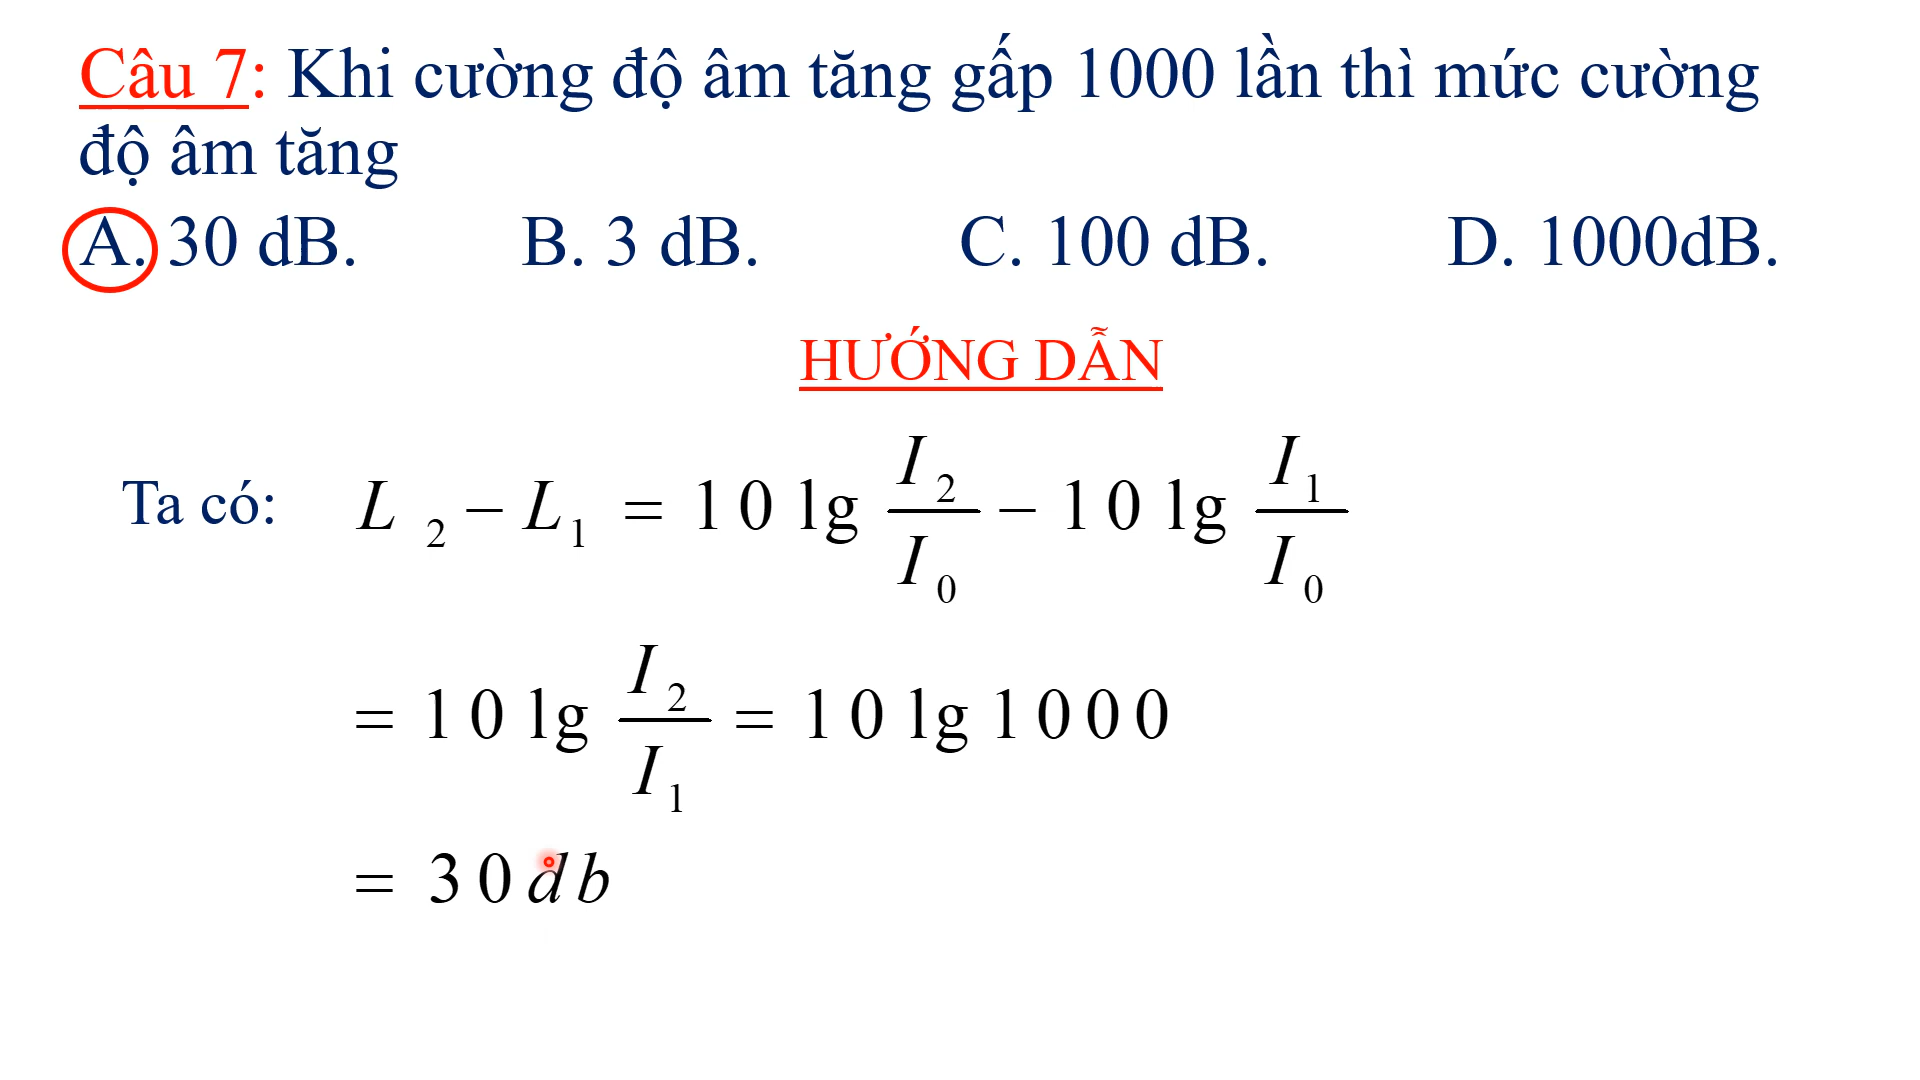 Câu 7: Khi cường độ âm tăng gấp 1000 lần thì mức cường
độ âm tăng
A. 30 dB. B. 3 dB. C. 100 dB. D. 1000dB.
HƯỚNG DẪN
Ta có: L₂ − L₁ = 10 lg I₂/I₀ − 10 lg I₁/I₀
= 10 lg I₂/I₁ = 10 lg 1000
= 30 db